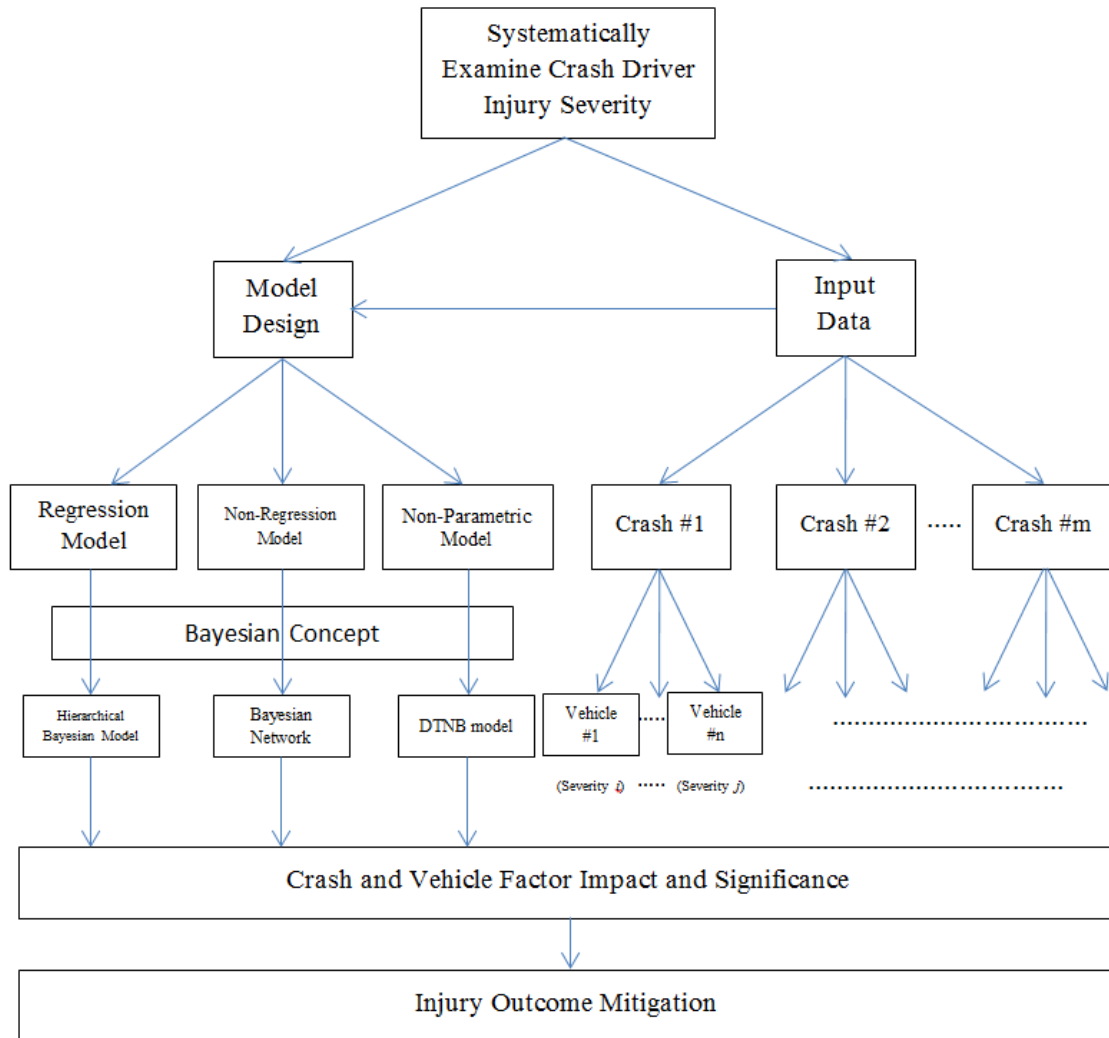 Systematically
Examine Crash Driver
Injury Severity
Model
Design
Input
Data
Regression
Model
Non-Regression
Model
Non-Parametric
Model
Crash #1
Crash #2
.....
Crash #m
Bayesian Concept
Hierarchical
Bayesian Model
Bayesian
Network
DTNB model
Vehicle
#1
.....
Vehicle
#n
(Severity i) ..... (Severity j)
Crash and Vehicle Factor Impact and Significance
Injury Outcome Mitigation